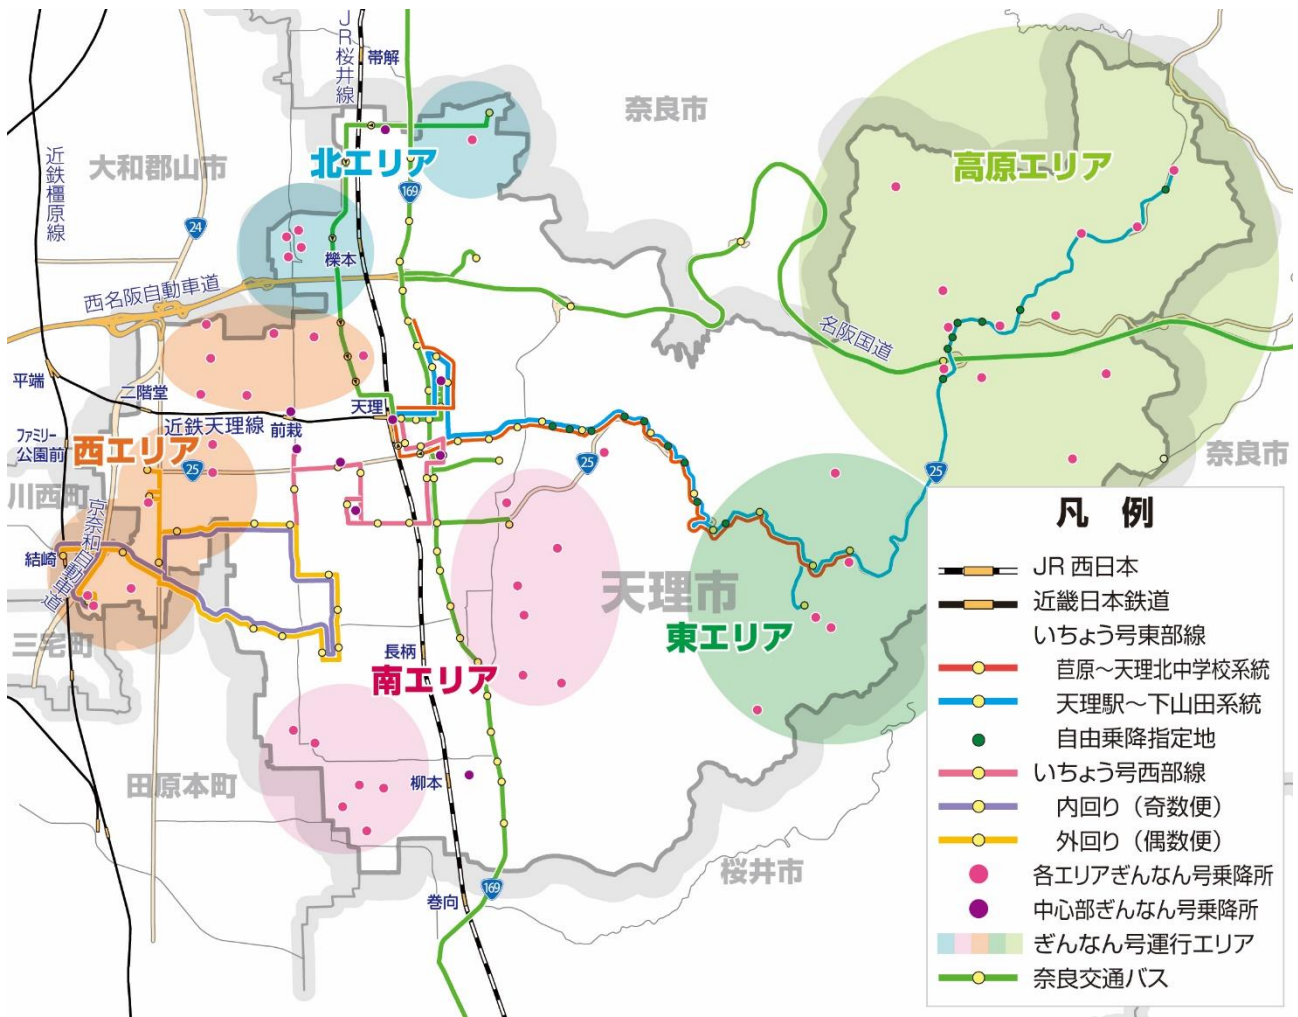 JR桜井線
帯解
奈良市
大和郡山市
近鉄橿原線
北エリア
169
高原エリア
24
櫟本
西名阪自動車道
名阪国道
平端
二階堂
天理
近鉄天理線
前栽
ファミリー
公園前
西エリア
25
25
25
奈良市
川西町
京奈和自動車道
結崎
三宅町
天理市
東エリア
長柄
南エリア
田原本町
柳本
桜井市
巻向
169
凡 例
JR西日本
近畿日本鉄道
いちょう号東部線
苣原～天理北中学校系統
天理駅～下山田系統
自由乗降指定地
いちょう号西部線
内回り（奇数便）
外回り（偶数便）
各エリアぎんなん号乗降所
中心部ぎんなん号乗降所
ぎんなん号運行エリア
奈良交通バス